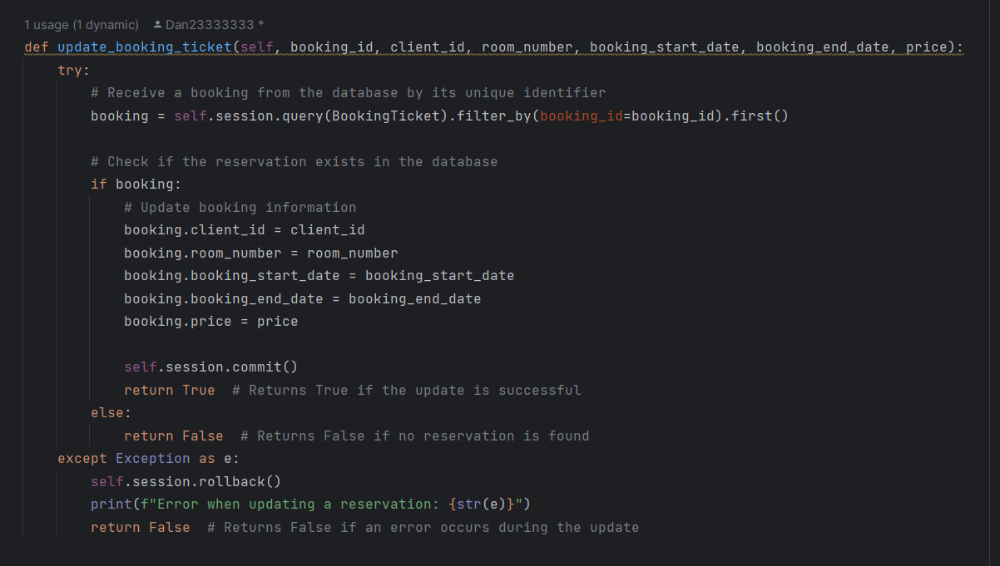 1 usage (1 dynamic) Dan23333333 *
def update_booking_ticket(self, booking_id, client_id, room_number, booking_start_date, booking_end_date, price):
    try:
        # Receive a booking from the database by its unique identifier
        booking = self.session.query(BookingTicket).filter_by(booking_id=booking_id).first()

        # Check if the reservation exists in the database
        if booking:
            # Update booking information
            booking.client_id = client_id
            booking.room_number = room_number
            booking.booking_start_date = booking_start_date
            booking.booking_end_date = booking_end_date
            booking.price = price

            self.session.commit()
            return True  # Returns True if the update is successful
        else:
            return False  # Returns False if no reservation is found
    except Exception as e:
        self.session.rollback()
        print(f"Error when updating a reservation: {str(e)}")
        return False  # Returns False if an error occurs during the update